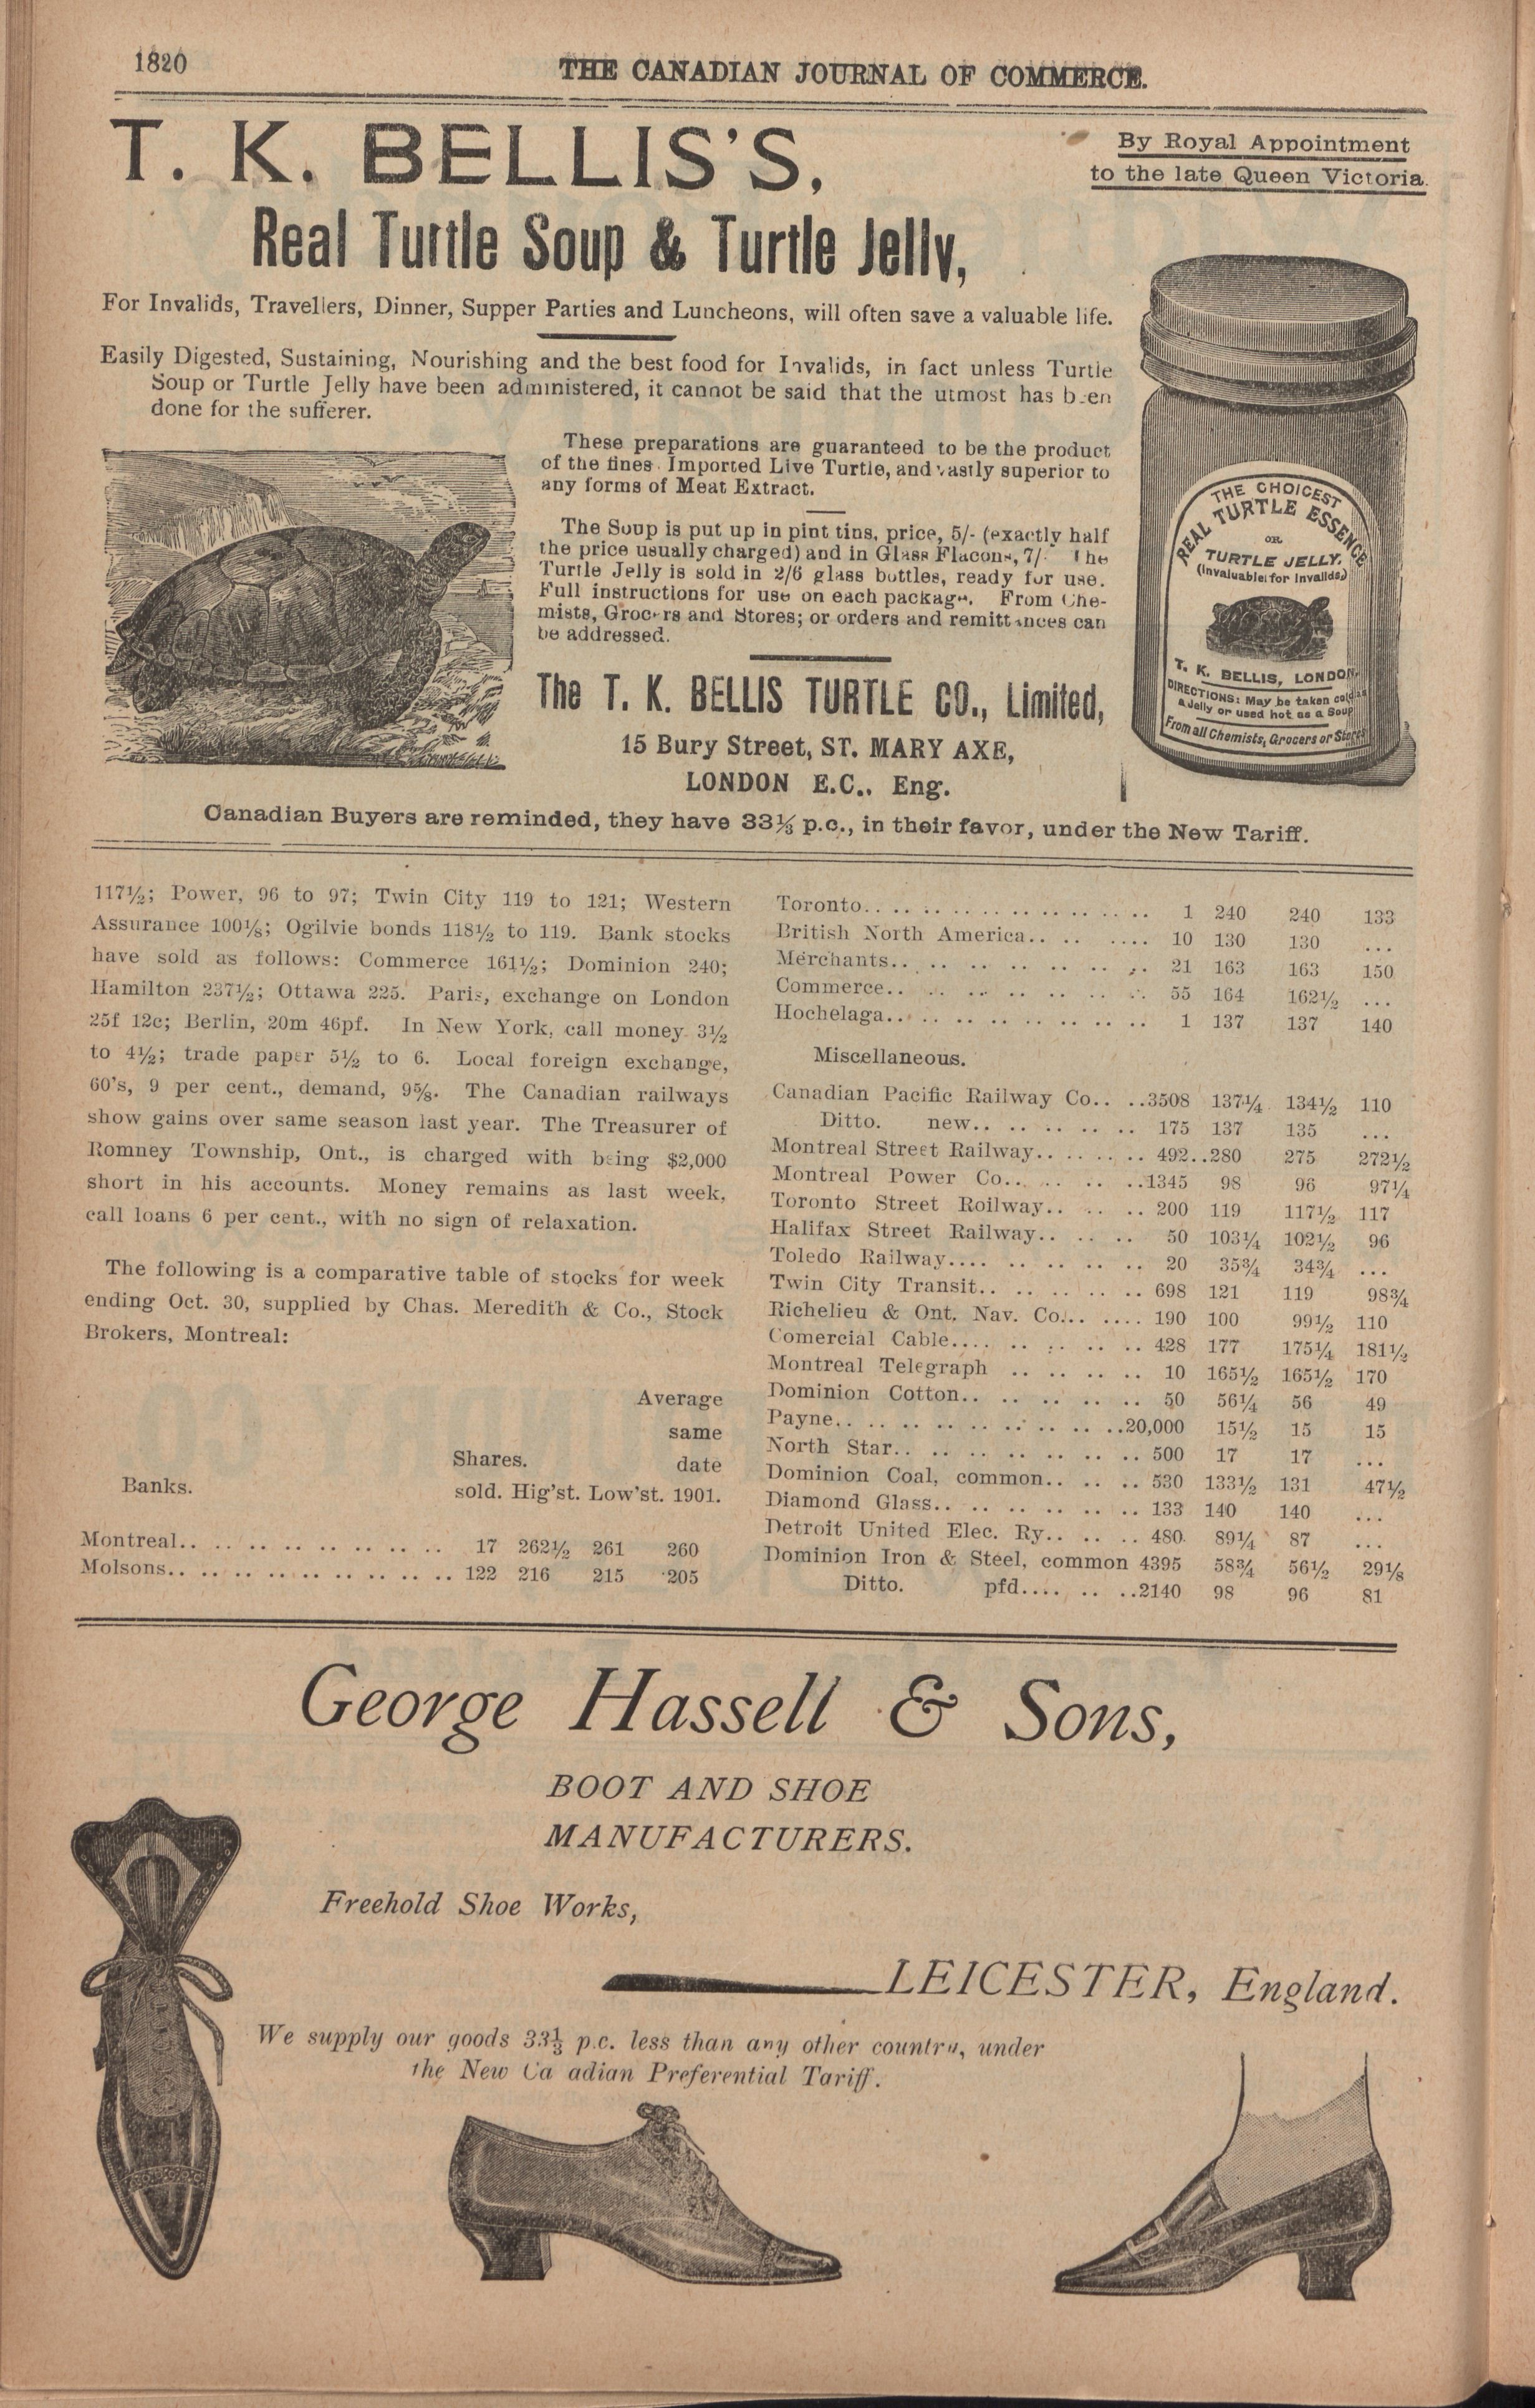 1820
THE CANADIAN JOURNAL OF COMMERCE.
T. K. BELLIS'S,
By Royal Appointment
to the late Queen Victoria.
Real Turtle Soup & Turtle Jelly,
For Invalids, Travellers, Dinner, Supper Parties and Luncheons, will often save a valuable life.
Easily Digested, Sustaining, Nourishing and the best food for Invalids, in fact unless Turtle
Soup or Turtle Jelly have been administered, it cannot be said that the utmost has b-en
done for the sufferer.
These preparations are guaranteed to be the product
of the fines. Imported Live Turtle, and vastly superior to
any forms of Meat Extract.
The Soup is put up in pint tins, price, 5/- (exactly half
the price usually charged) and in Glass Flacons, 7/- The
Turtle Jelly is sold in 2/6 glass bottles, ready for use.
Full instructions for use on each package. From Che-
mists, Grocers and Stores; or orders and remittances can
be addressed.
The T. K. BELLIS TURTLE CO., Limited,
15 Bury Street, ST. MARY AXE,
LONDON E.C., Eng.
THE CHOICEST
REAL TURTLE ESSENCE
OR
TURTLE JELLY.
(Invaluable for Invalids)
T. K. BELLIS, LONDON.
DIRECTIONS: May be taken cold as
a Jelly or used hot as a Soup
From all Chemists, Grocers or Stores
Canadian Buyers are reminded, they have 33⅓ p.c., in their favor, under the New Tariff.
117½; Power, 96 to 97; Twin City 119 to 121; Western
Assurance 100⅛; Ogilvie bonds 118½ to 119. Bank stocks
have sold as follows: Commerce 161½; Dominion 240;
Hamilton 237½; Ottawa 225. Paris, exchange on London
25f 12c; Berlin, 20m 46pf. In New York, call money 3½
to 4½; trade paper 5½ to 6. Local foreign exchange,
60's, 9 per cent., demand, 9⅝. The Canadian railways
show gains over same season last year. The Treasurer of
Romney Township, Ont., is charged with being $2,000
short in his accounts. Money remains as last week,
call loans 6 per cent., with no sign of relaxation.
The following is a comparative table of stocks for week
ending Oct. 30, supplied by Chas. Meredith & Co., Stock
Brokers, Montreal:
Average
same
Shares. date
Banks. sold. Hig'st. Low'st. 1901.
Montreal.. .. .. .. .. .. .. .. .. 17 262½ 261 260
Molsons.. .. .. .. .. .. .. .. .. .. 122 216 215 205
Toronto.. .. .. .. .. .. .. .. .. .. 1 240 240 133
British North America.. .. .... 10 130 130 ...
Merchants.. .. .. .. .. .. .. .. 21 163 163 150
Commerce.. .. .. .. .. .. .. .. 55 164 162½ ...
Hochelaga.. .. .. .. .. .. .. .. .. 1 137 137 140
Miscellaneous.
Canadian Pacific Railway Co.. ..3508 137¼ 134½ 110
Ditto. new.. .. .. .. .. .. 175 137 135 ...
Montreal Street Railway.. .. .. .. 492..280 275 272½
Montreal Power Co.. .. .. .. ..1345 98 96 97¼
Toronto Street Roilway.. .. .. .. 200 119 117½ 117
Halifax Street Railway.. .. .. .. 50 103¼ 102½ 96
Toledo Railway.... .. .. .. .. .. 20 35¾ 34¾ ...
Twin City Transit.. .. .. .. .. .. 698 121 119 98¾
Richelieu & Ont. Nav. Co... .... 190 100 99½ 110
Comercial Cable.... .. .. .. .. .. 428 177 175¼ 181½
Montreal Telegraph .. .. .. .. .. 10 165½ 165½ 170
Dominion Cotton.. .. .. .. .. .. 50 56¼ 56 49
Payne.. .. .. .. .. .. .. .. .. ..20,000 15½ 15 15
North Star.. .. .. .. .. .. .. .. 500 17 17 ...
Dominion Coal, common.. .. .. .. 530 133½ 131 47½
Diamond Glass.. .. .. .. .. .. .. 133 140 140 ...
Detroit United Elec. Ry.. .. .. .. 480 89¼ 87 ...
Dominion Iron & Steel, common 4395 58¾ 56½ 29⅛
Ditto. pfd.... .. ..2140 98 96 81
George Hassell & Sons,
BOOT AND SHOE
MANUFACTURERS.
Freehold Shoe Works,
LEICESTER, England.
We supply our goods 33⅓ p.c. less than any other country, under
the New Ca adian Preferential Tariff.